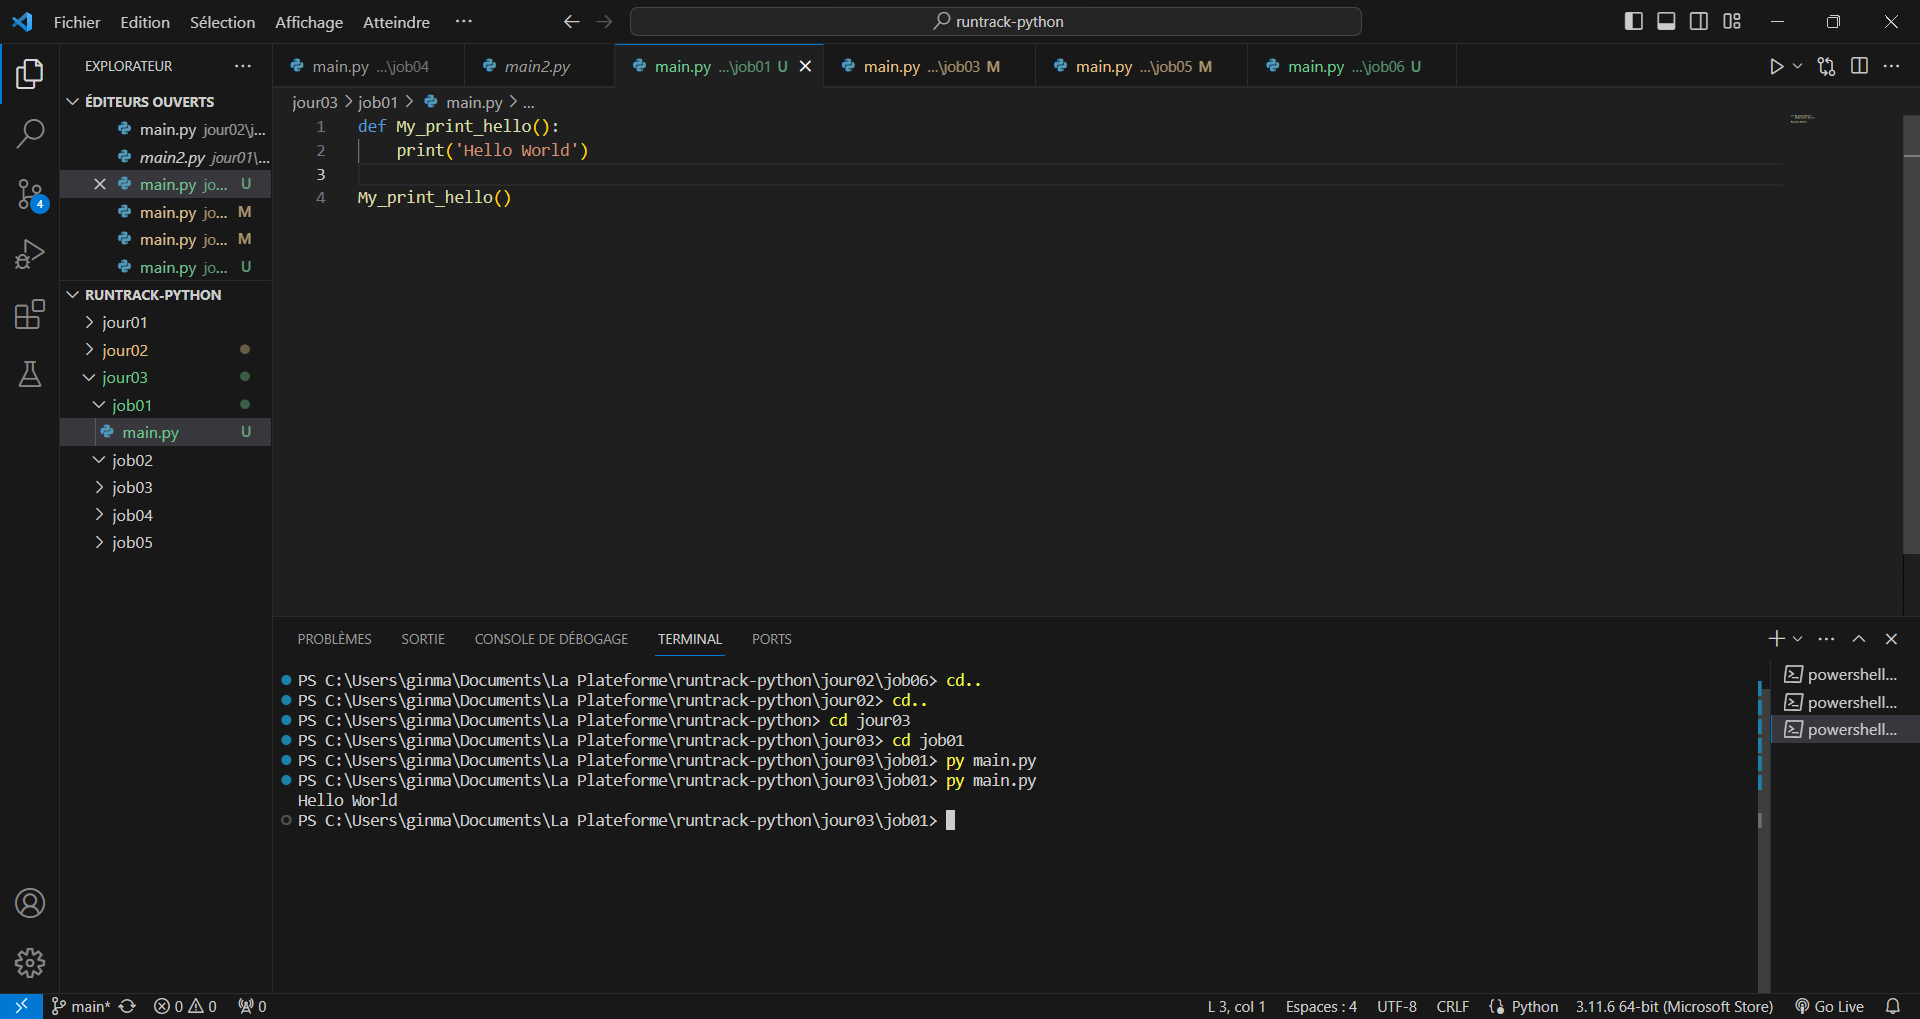 Fichier Edition Sélection Affichage Atteindre ··· runtrack-python
EXPLORATEUR ···
ÉDITEURS OUVERTS
main.py jour02\j...
main2.py jour01\...
main.py jo... U
main.py jo... M
main.py jo... M
main.py jo... U
RUNTRACK-PYTHON
jour01
jour02
jour03
job01
main.py U
job02
job03
job04
job05
4
main.py ...\job04 main2.py main.py ...\job01 U main.py ...\job03 M main.py ...\job05 M main.py ...\job06 U
jour03 > job01 > main.py > ...
1 def My_print_hello():
2 print('Hello World')
3
4 My_print_hello()
PROBLÈMES SORTIE CONSOLE DE DÉBOGAGE TERMINAL PORTS
PS C:\Users\ginma\Documents\La Plateforme\runtrack-python\jour02\job06> cd..
PS C:\Users\ginma\Documents\La Plateforme\runtrack-python\jour02> cd..
PS C:\Users\ginma\Documents\La Plateforme\runtrack-python> cd jour03
PS C:\Users\ginma\Documents\La Plateforme\runtrack-python\jour03> cd job01
PS C:\Users\ginma\Documents\La Plateforme\runtrack-python\jour03\job01> py main.py
PS C:\Users\ginma\Documents\La Plateforme\runtrack-python\jour03\job01> py main.py
Hello World
PS C:\Users\ginma\Documents\La Plateforme\runtrack-python\jour03\job01>
powershell...
powershell...
powershell...
main* 0 0 0 L 3, col 1 Espaces : 4 UTF-8 CRLF Python 3.11.6 64-bit (Microsoft Store) Go Live